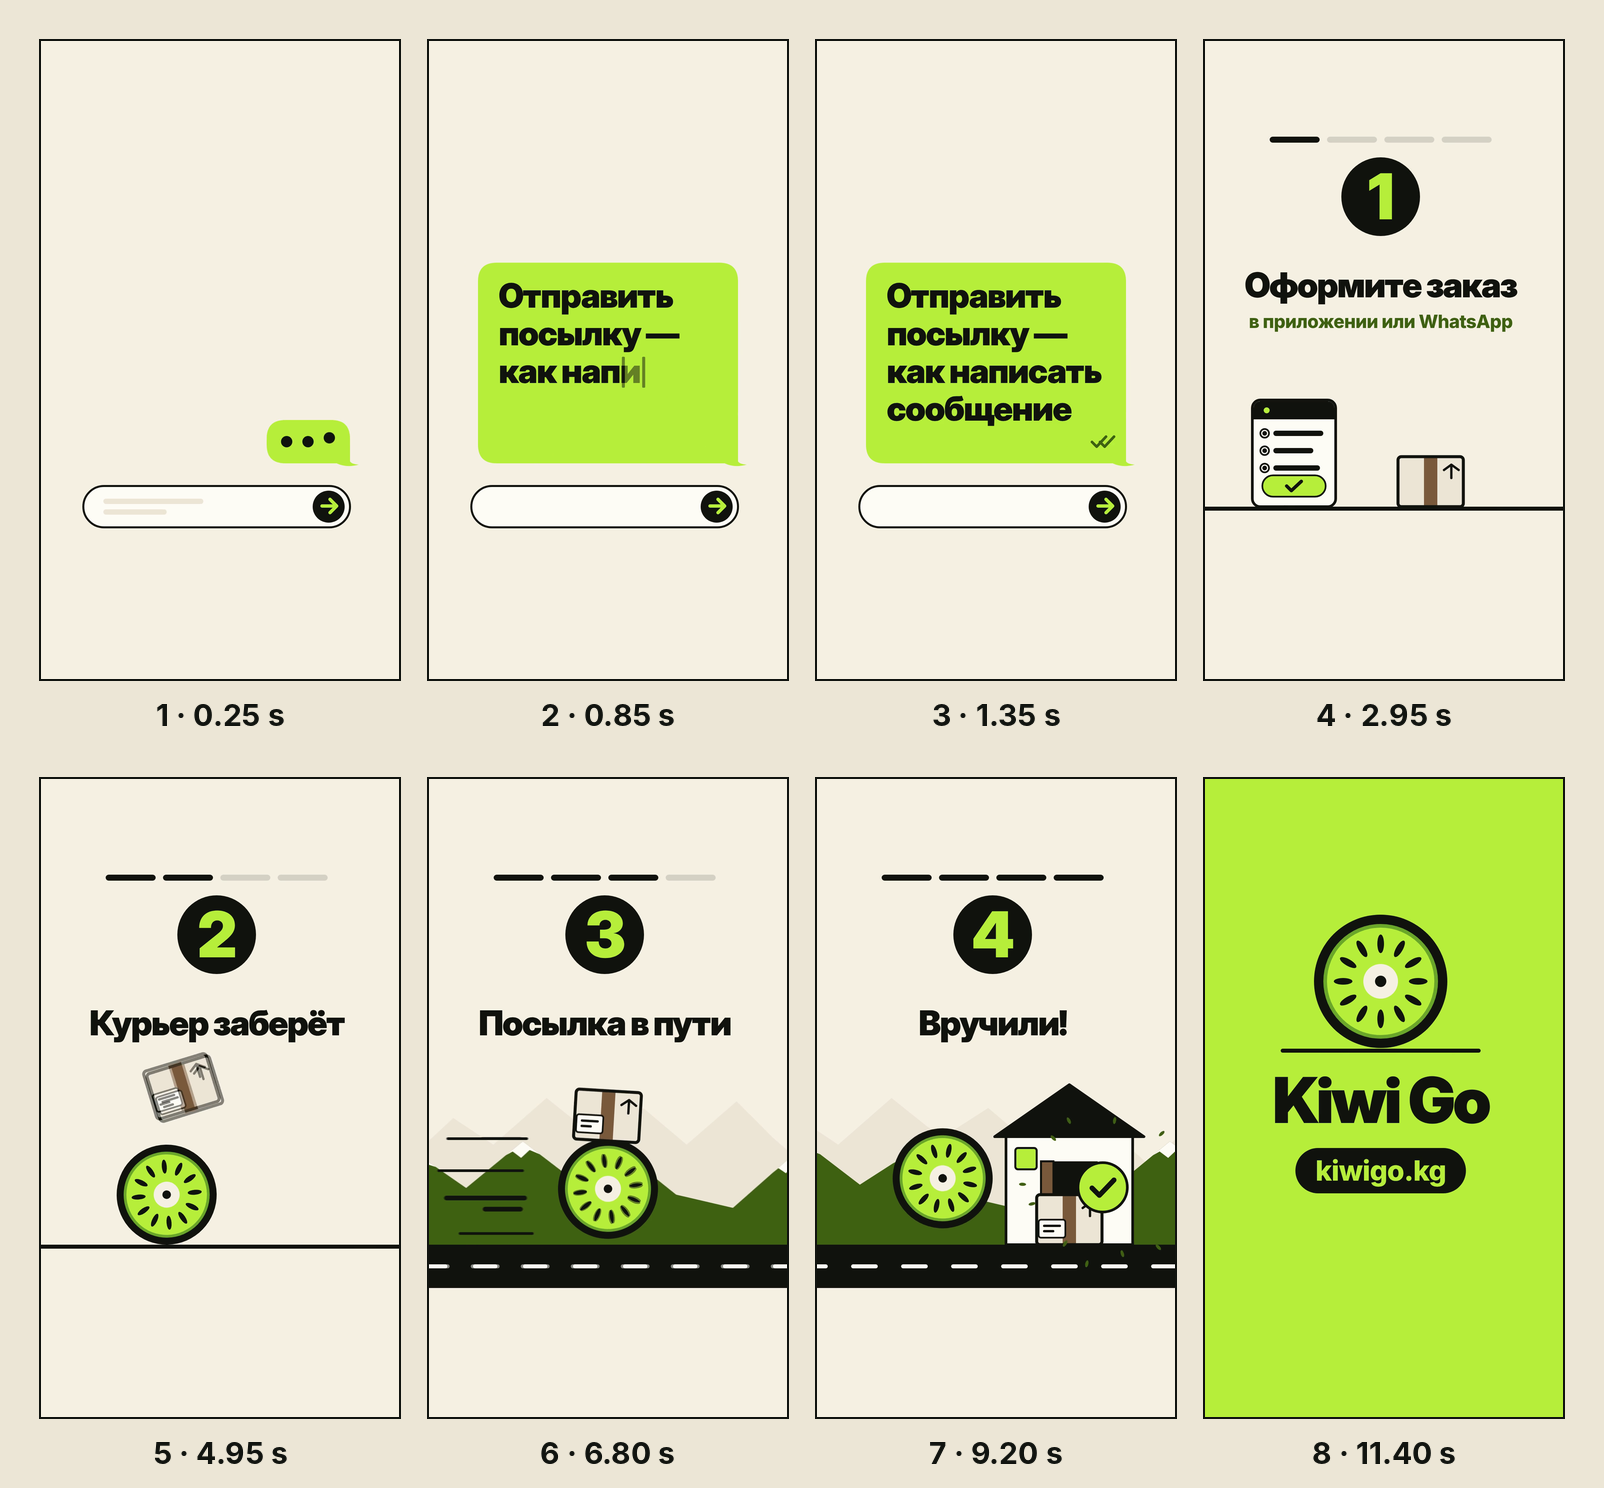 Отправить
посылку —
как напи
Отправить
посылку —
как написать
сообщение
1
Оформите заказ
в приложении или WhatsApp
1 · 0.25 s
2 · 0.85 s
3 · 1.35 s
4 · 2.95 s
2
Курьер заберёт
3
Посылка в пути
4
Вручили!
Kiwi Go
kiwigo.kg
5 · 4.95 s
6 · 6.80 s
7 · 9.20 s
8 · 11.40 s